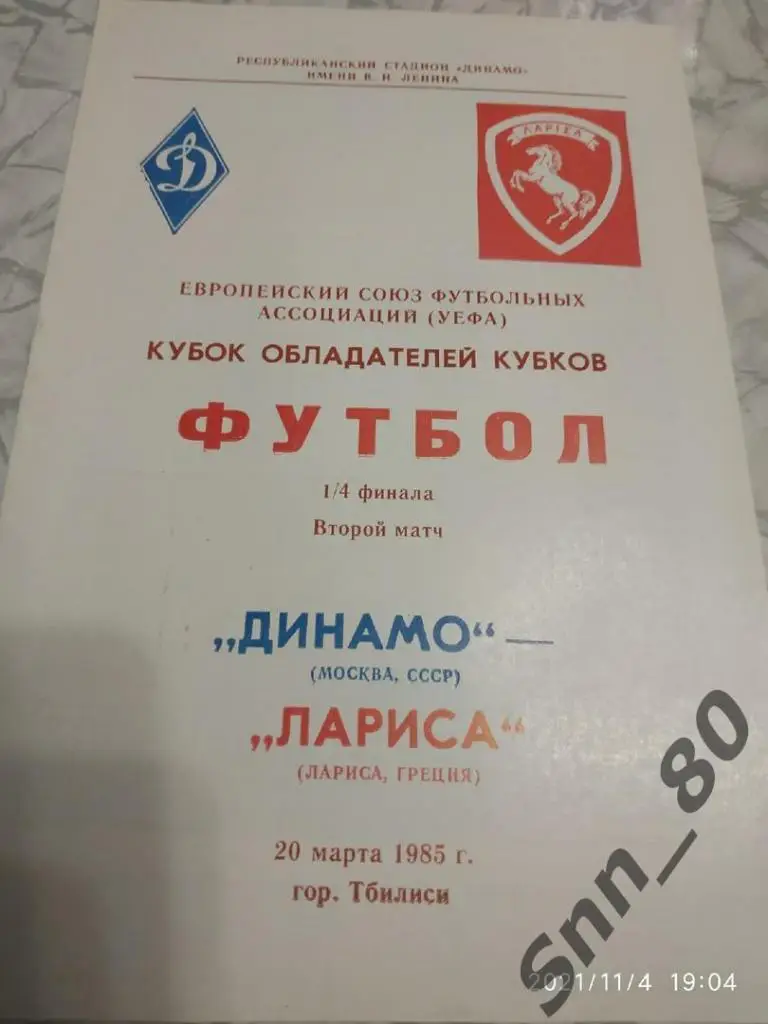 РЕСПУБЛИКАНСКИЙ СТАДИОН «ДИНАМО»
ИМЕНИ В. И. ЛЕНИНА
Д
ΛΑΡΙΣΑ
ЕВРОПЕЙСКИЙ СОЮЗ ФУТБОЛЬНЫХ
АССОЦИАЦИЙ (УЕФА)
КУБОК ОБЛАДАТЕЛЕЙ КУБКОВ
ФУТБОЛ
1/4 финала
Второй матч
„ДИНАМО“ —
(МОСКВА, СССР)
„ЛАРИСА“
(ЛАРИСА, ГРЕЦИЯ)
20 марта 1985 г.
гор. Тбилиси
Snn_80
2021/11/4 19:04